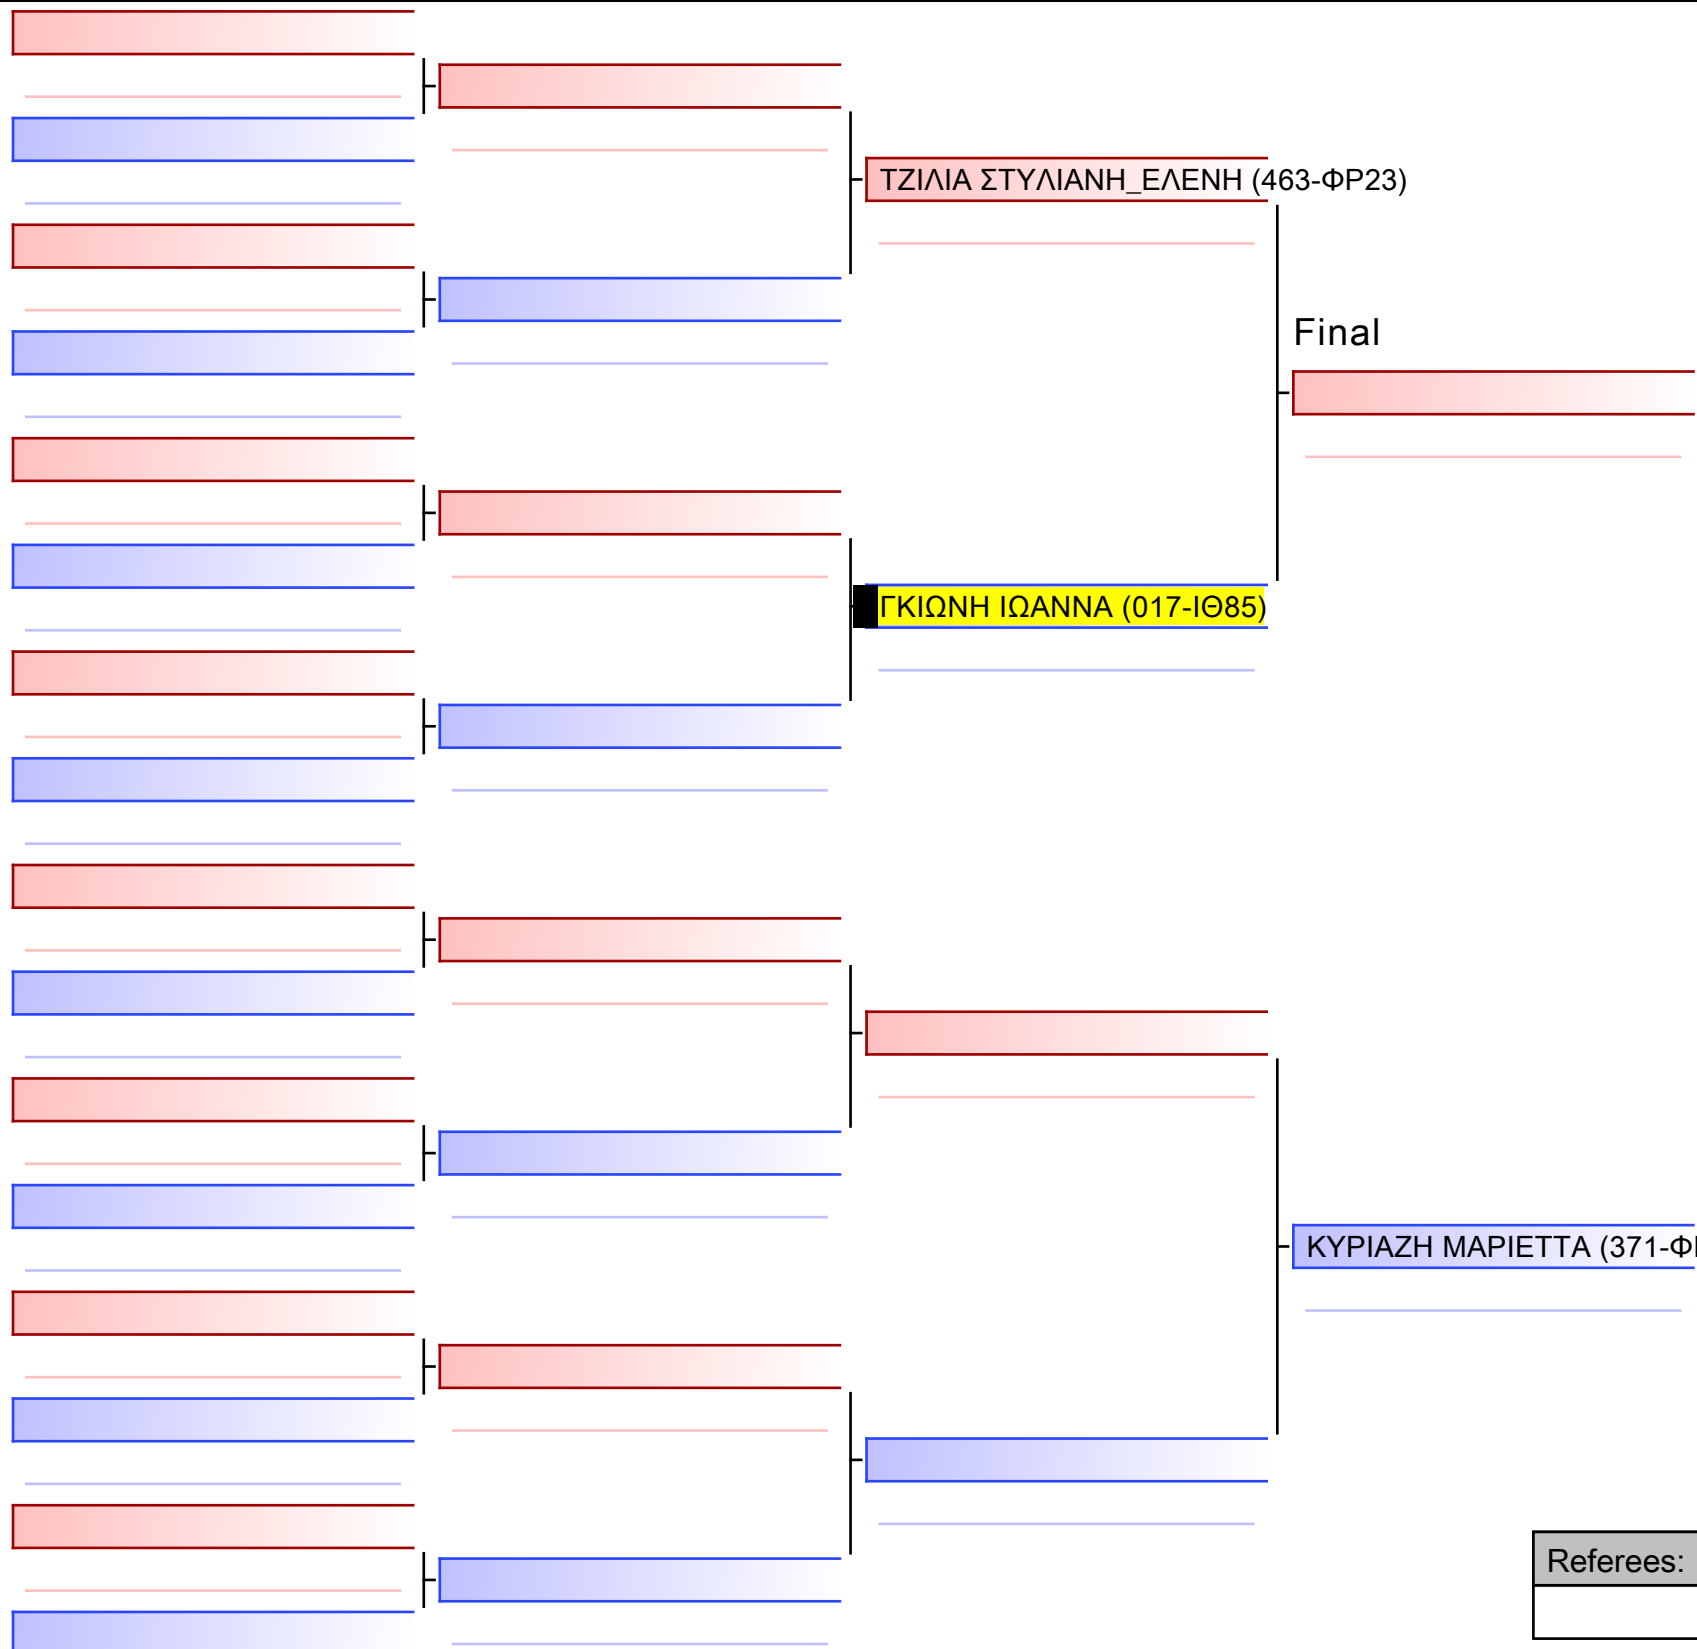 ΤΖΙΛΙΑ ΣΤΥΛΙΑΝΗ_ΕΛΕΝΗ (463-ΦΡ23)
Final
ΓΚΙΩΝΗ ΙΩΑΝΝΑ (017-ΙΘ85)
ΚΥΡΙΑΖΗ ΜΑΡΙΕΤΤΑ (371-Φ
Referees: